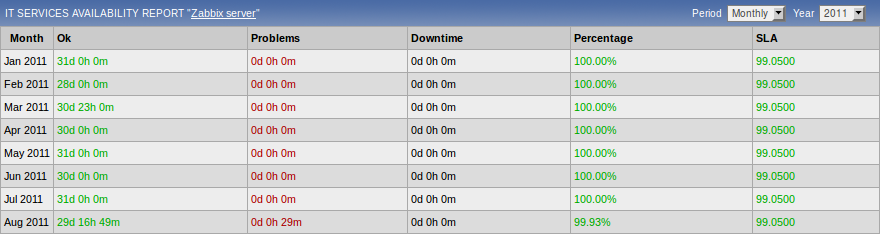 IT SERVICES AVAILABILITY REPORT "Zabbix server" Period Monthly Year 2011
Month Ok Problems Downtime Percentage SLA
Jan 2011 31d 0h 0m 0d 0h 0m 0d 0h 0m 100.00% 99.0500
Feb 2011 28d 0h 0m 0d 0h 0m 0d 0h 0m 100.00% 99.0500
Mar 2011 30d 23h 0m 0d 0h 0m 0d 0h 0m 100.00% 99.0500
Apr 2011 30d 0h 0m 0d 0h 0m 0d 0h 0m 100.00% 99.0500
May 2011 31d 0h 0m 0d 0h 0m 0d 0h 0m 100.00% 99.0500
Jun 2011 30d 0h 0m 0d 0h 0m 0d 0h 0m 100.00% 99.0500
Jul 2011 31d 0h 0m 0d 0h 0m 0d 0h 0m 100.00% 99.0500
Aug 2011 29d 16h 49m 0d 0h 29m 0d 0h 0m 99.93% 99.0500